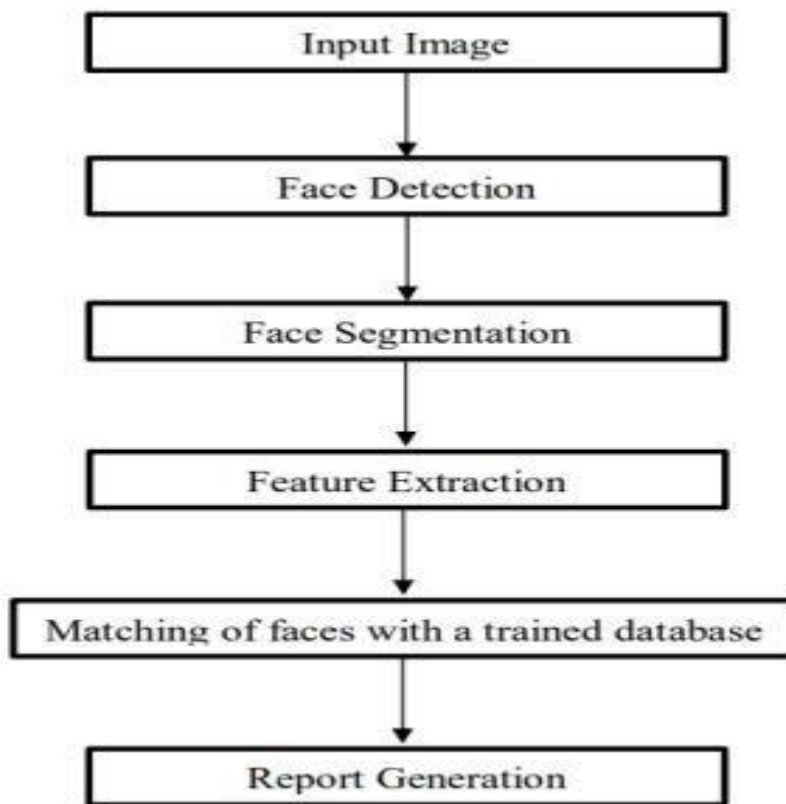 Input Image
Face Detection
Face Segmentation
Feature Extraction
Matching of faces with a trained database
Report Generation